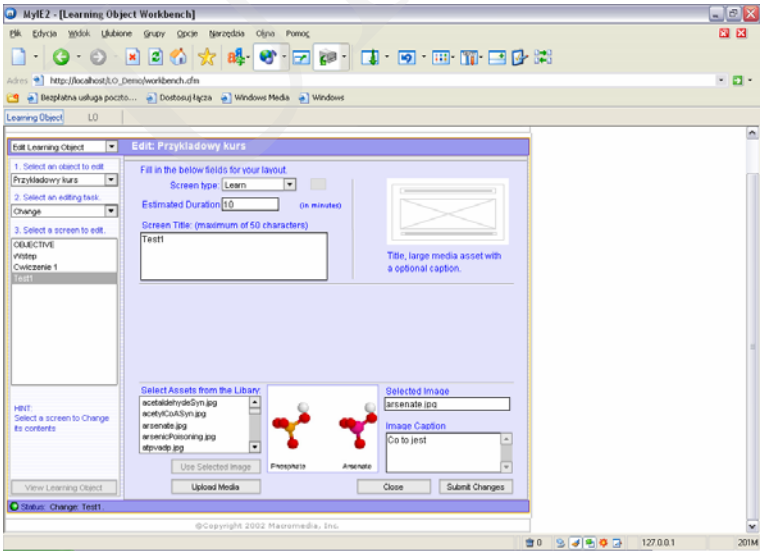 MyIE2 - [Learning Object Workbench]
Plik Edycja Widok Ulubione Grupy Opcje Narzędzia Okno Pomoc
Adres http://localhost/LO_Demo/workbench.cfm
Bezpłatna usługa poczto... Dostosuj łącza Windows Media Windows
Learning Object LO
Edit Learning Object
Edit: Przykladowy kurs
1. Select an object to edit
Przykladowy kurs
2. Select an editing task.
Change
3. Select a screen to edit.
OBJECTIVE
Wstep
Cwiczenie 1
Test1
HINT:
Select a screen to Change
its contents
View Learning Object
Fill in the below fields for your layout.
Screen type: Learn
Estimated Duration 10 (in minutes)
Screen Title: (maximum of 50 characters)
Test1
Title, large media asset with
a optional caption.
Select Assets from the Libary:
acetaldehydeSyn.jpg
acetylCoASyn.jpg
arsenate.jpg
arsenicPoisoning.jpg
atpvadp.jpg
Use Selected Image
Upload Media
Phosphate Arsenate
Selected Image
arsenate.jpg
Image Caption
Co to jest
Close Submit Changes
Status: Change: Test1.
@Copyright 2002 Macromedia, Inc.
0 127.0.0.1 201M